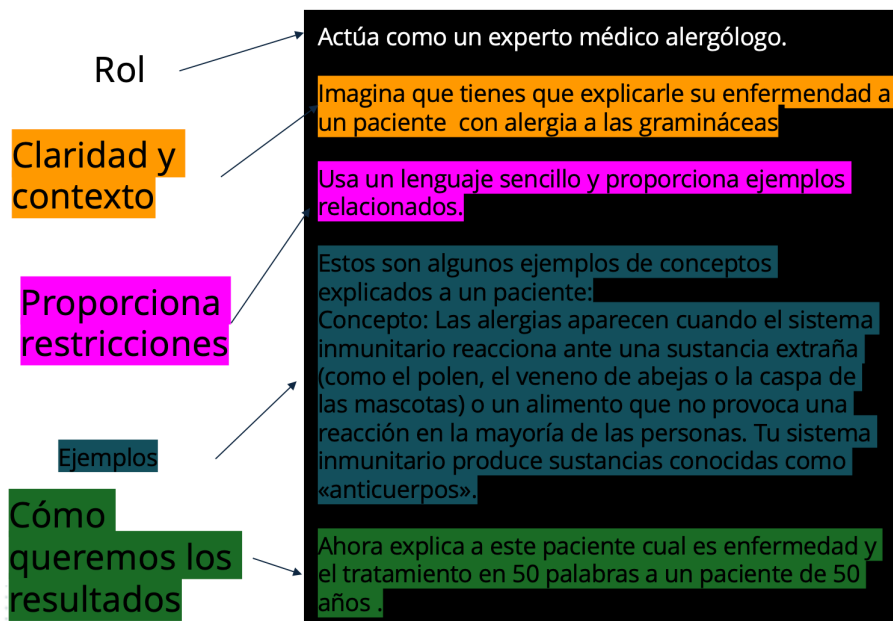 Rol
Claridad y
contexto
Proporciona
restricciones
Ejemplos
Cómo
queremos los
resultados
Actúa como un experto médico alergólogo.
Imagina que tienes que explicarle su enfermendad a
un paciente con alergia a las gramináceas
Usa un lenguaje sencillo y proporciona ejemplos
relacionados.
Estos son algunos ejemplos de conceptos
explicados a un paciente:
Concepto: Las alergias aparecen cuando el sistema
inmunitario reacciona ante una sustancia extraña
(como el polen, el veneno de abejas o la caspa de
las mascotas) o un alimento que no provoca una
reacción en la mayoría de las personas. Tu sistema
inmunitario produce sustancias conocidas como
«anticuerpos».
Ahora explica a este paciente cual es enfermedad y
el tratamiento en 50 palabras a un paciente de 50
años .